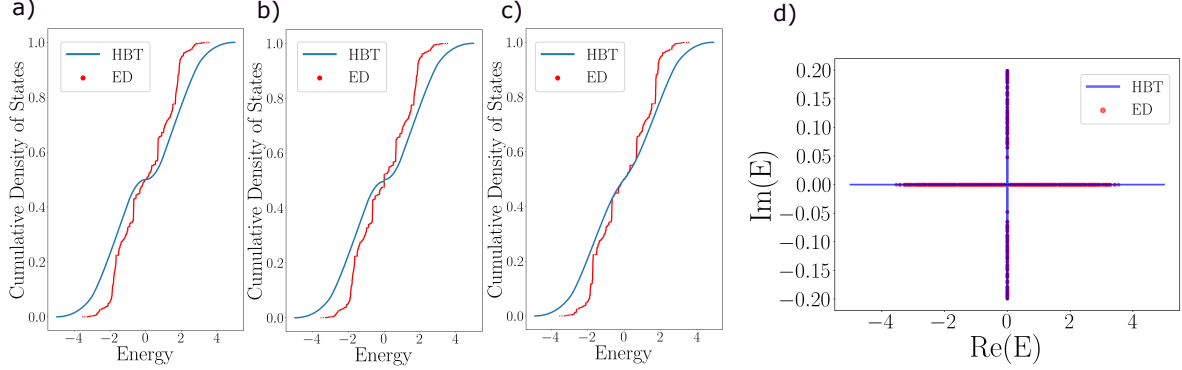 a)
Cumulative Density of States
1.0
0.8
0.6
0.4
0.2
0.0
HBT
ED
−4
−2
0
2
4
Energy
b)
Cumulative Density of States
1.0
0.8
0.6
0.4
0.2
0.0
HBT
ED
−4
−2
0
2
4
Energy
c)
Cumulative Density of States
1.0
0.8
0.6
0.4
0.2
0.0
HBT
ED
−4
−2
0
2
4
Energy
d)
Im(E)
0.20
0.15
0.10
0.05
0.00
−0.05
−0.10
−0.15
−0.20
HBT
ED
−4
−2
0
2
4
Re(E)